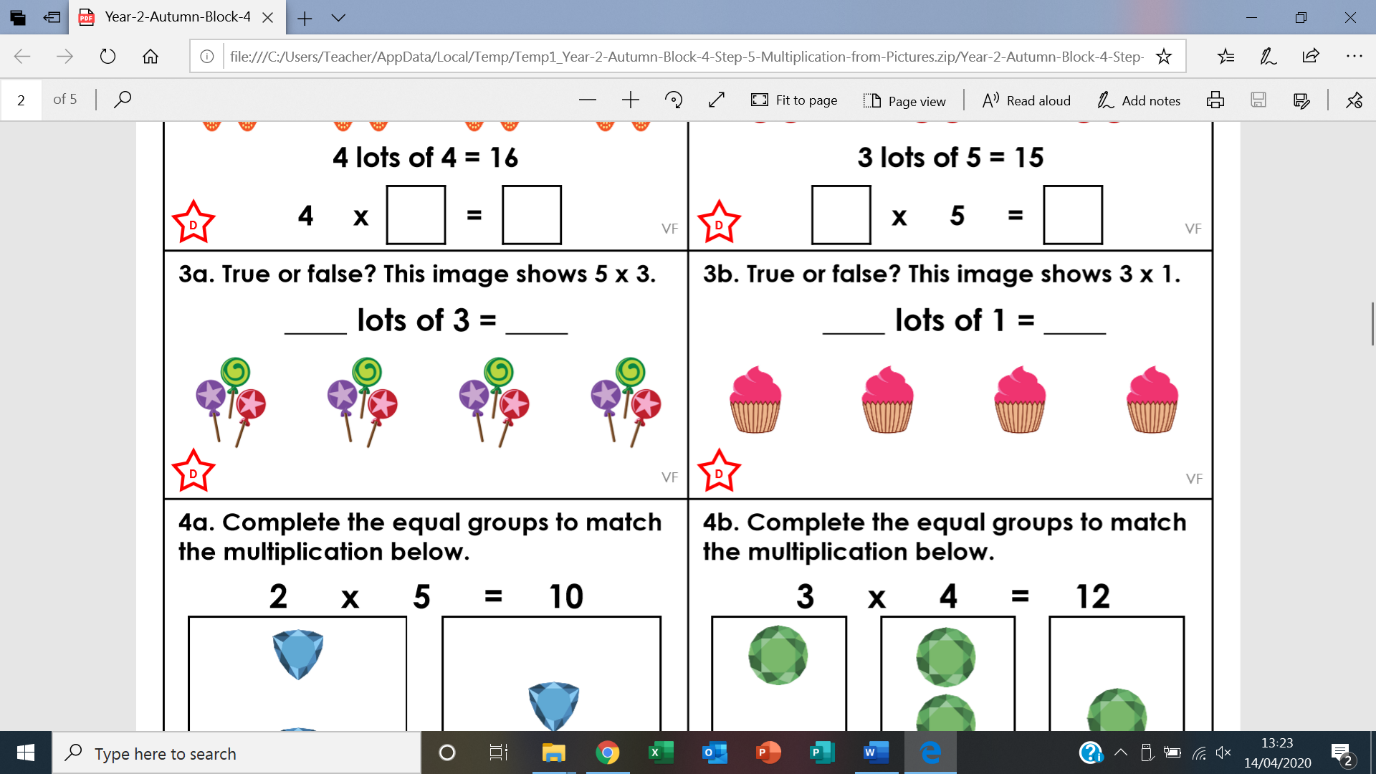 Year-2-Autumn-Block-4
file:///C:/Users/Teacher/AppData/Local/Temp/Temp1_Year-2-Autumn-Block-4-Step-5-Multiplication-from-Pictures.zip/Year-2-Autumn-Block-4-Step-
2 of 5
Fit to page
Page view
Read aloud
Add notes
4 lots of 4 = 16
4 x =
D
VF
3 lots of 5 = 15
x 5 =
D
VF
3a. True or false? This image shows 5 x 3.
____ lots of 3 = ____
D
VF
3b. True or false? This image shows 3 x 1.
____ lots of 1 = ____
D
VF
4a. Complete the equal groups to match
the multiplication below.
2 x 5 = 10
4b. Complete the equal groups to match
the multiplication below.
3 x 4 = 12
Type here to search
13:23
14/04/2020
2